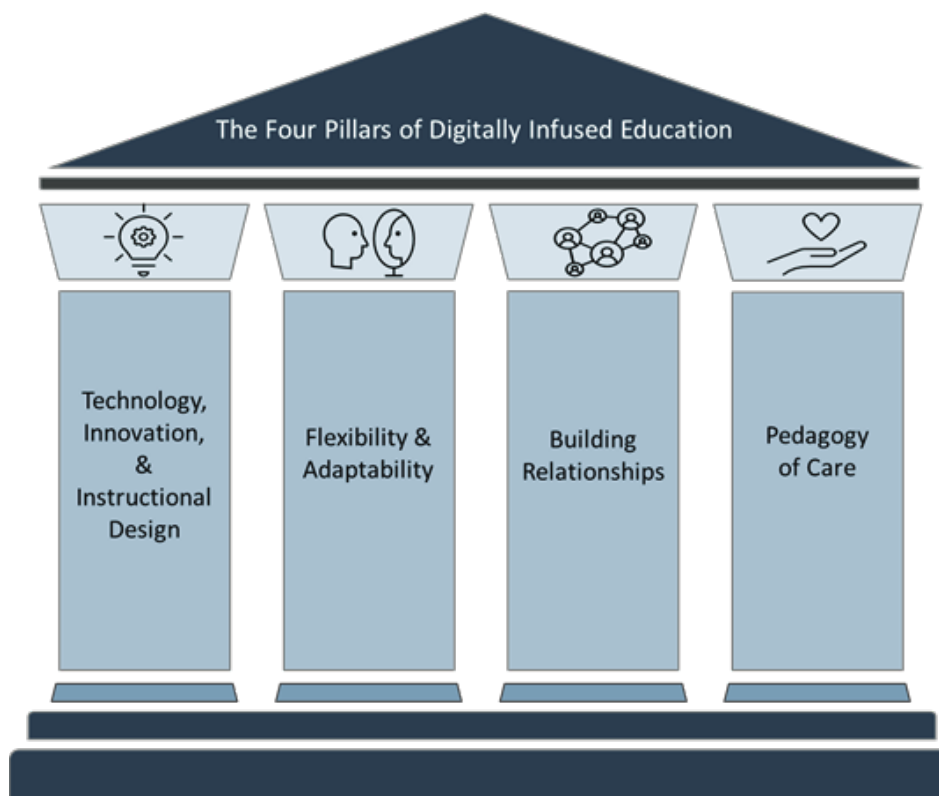 The Four Pillars of Digitally Infused Education
Technology,
Innovation,
&
Instructional
Design
Flexibility &
Adaptability
Building
Relationships
Pedagogy
of Care